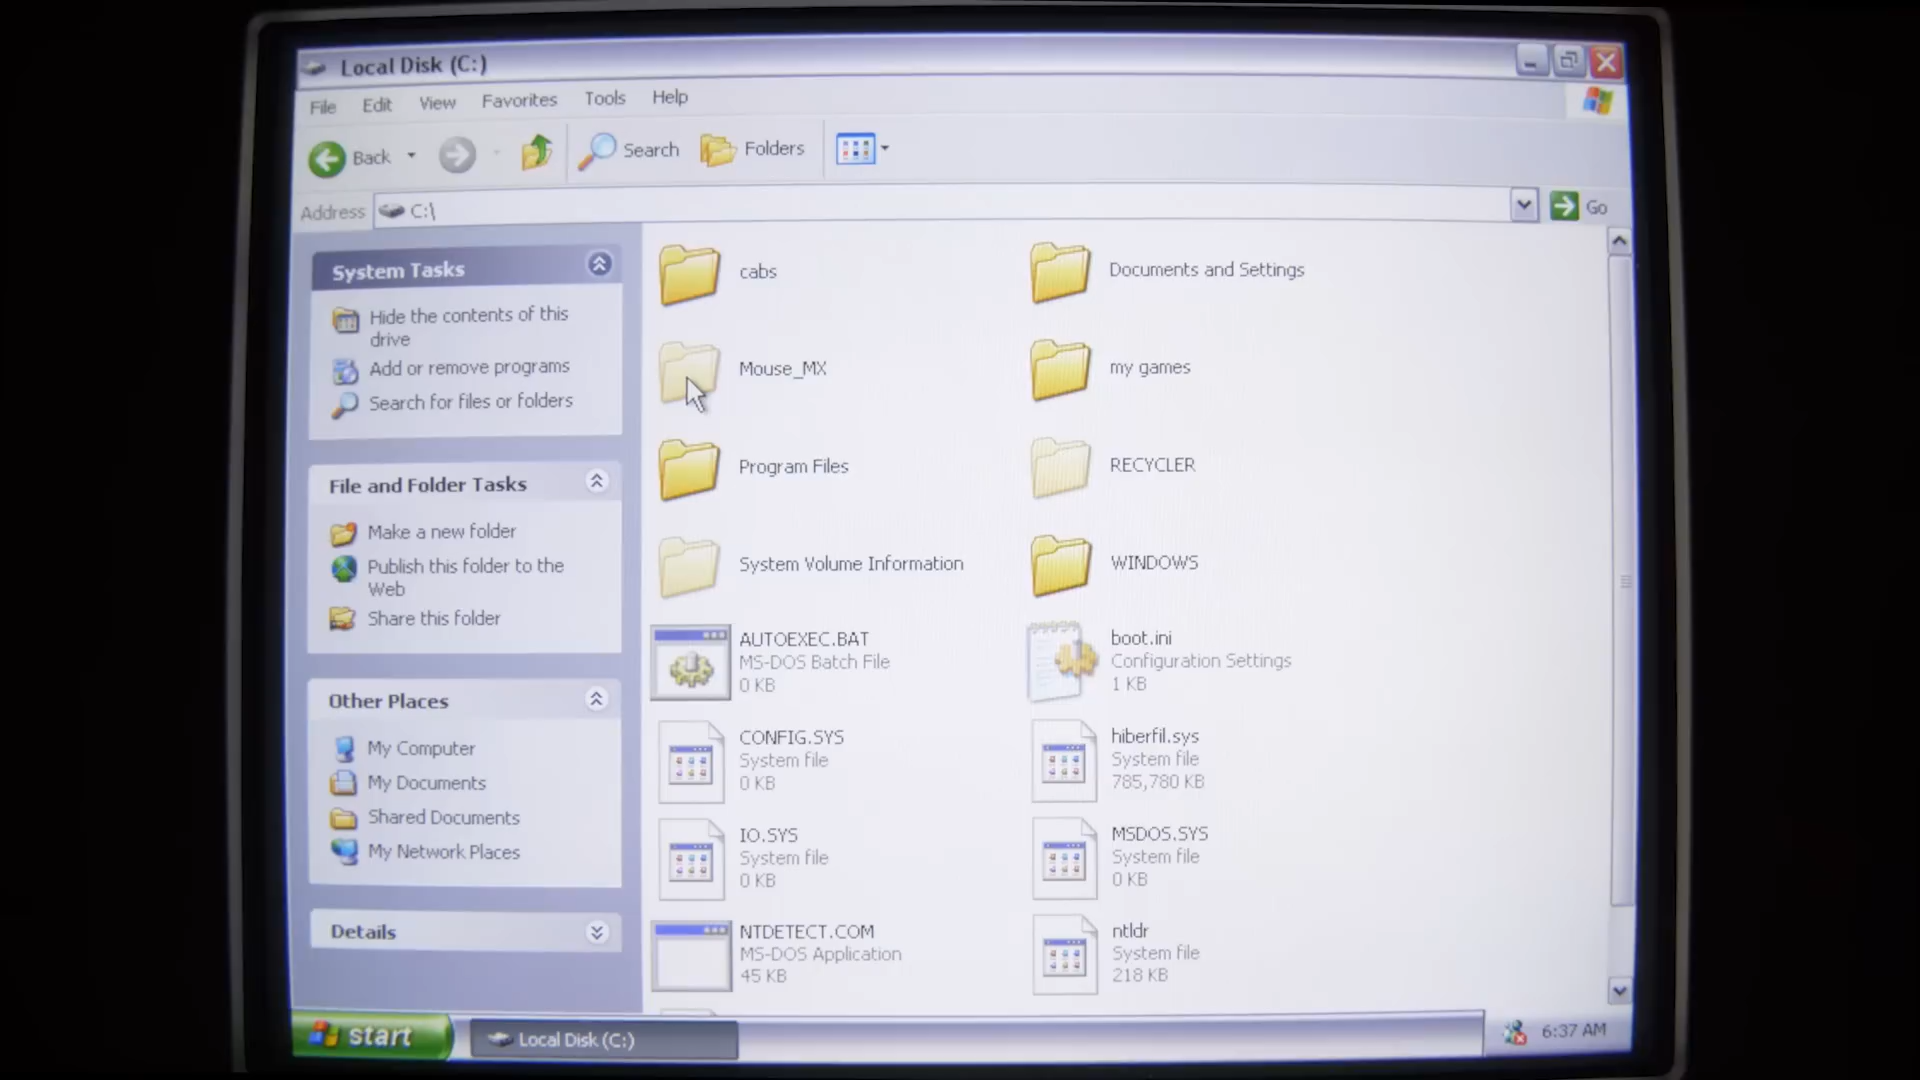 Local Disk (C:)
File Edit View Favorites Tools Help
Back Search Folders
Address C:\ Go
System Tasks
Hide the contents of this
drive
Add or remove programs
Search for files or folders
File and Folder Tasks
Make a new folder
Publish this folder to the
Web
Share this folder
Other Places
My Computer
My Documents
Shared Documents
My Network Places
Details
cabs
Documents and Settings
Mouse_MX
my games
Program Files
RECYCLER
System Volume Information
WINDOWS
AUTOEXEC.BAT
MS-DOS Batch File
0 KB
boot.ini
Configuration Settings
1 KB
CONFIG.SYS
System file
0 KB
hiberfil.sys
System file
785,780 KB
IO.SYS
System file
0 KB
MSDOS.SYS
System file
0 KB
NTDETECT.COM
MS-DOS Application
45 KB
ntldr
System file
218 KB
start
Local Disk (C:)
6:37 AM